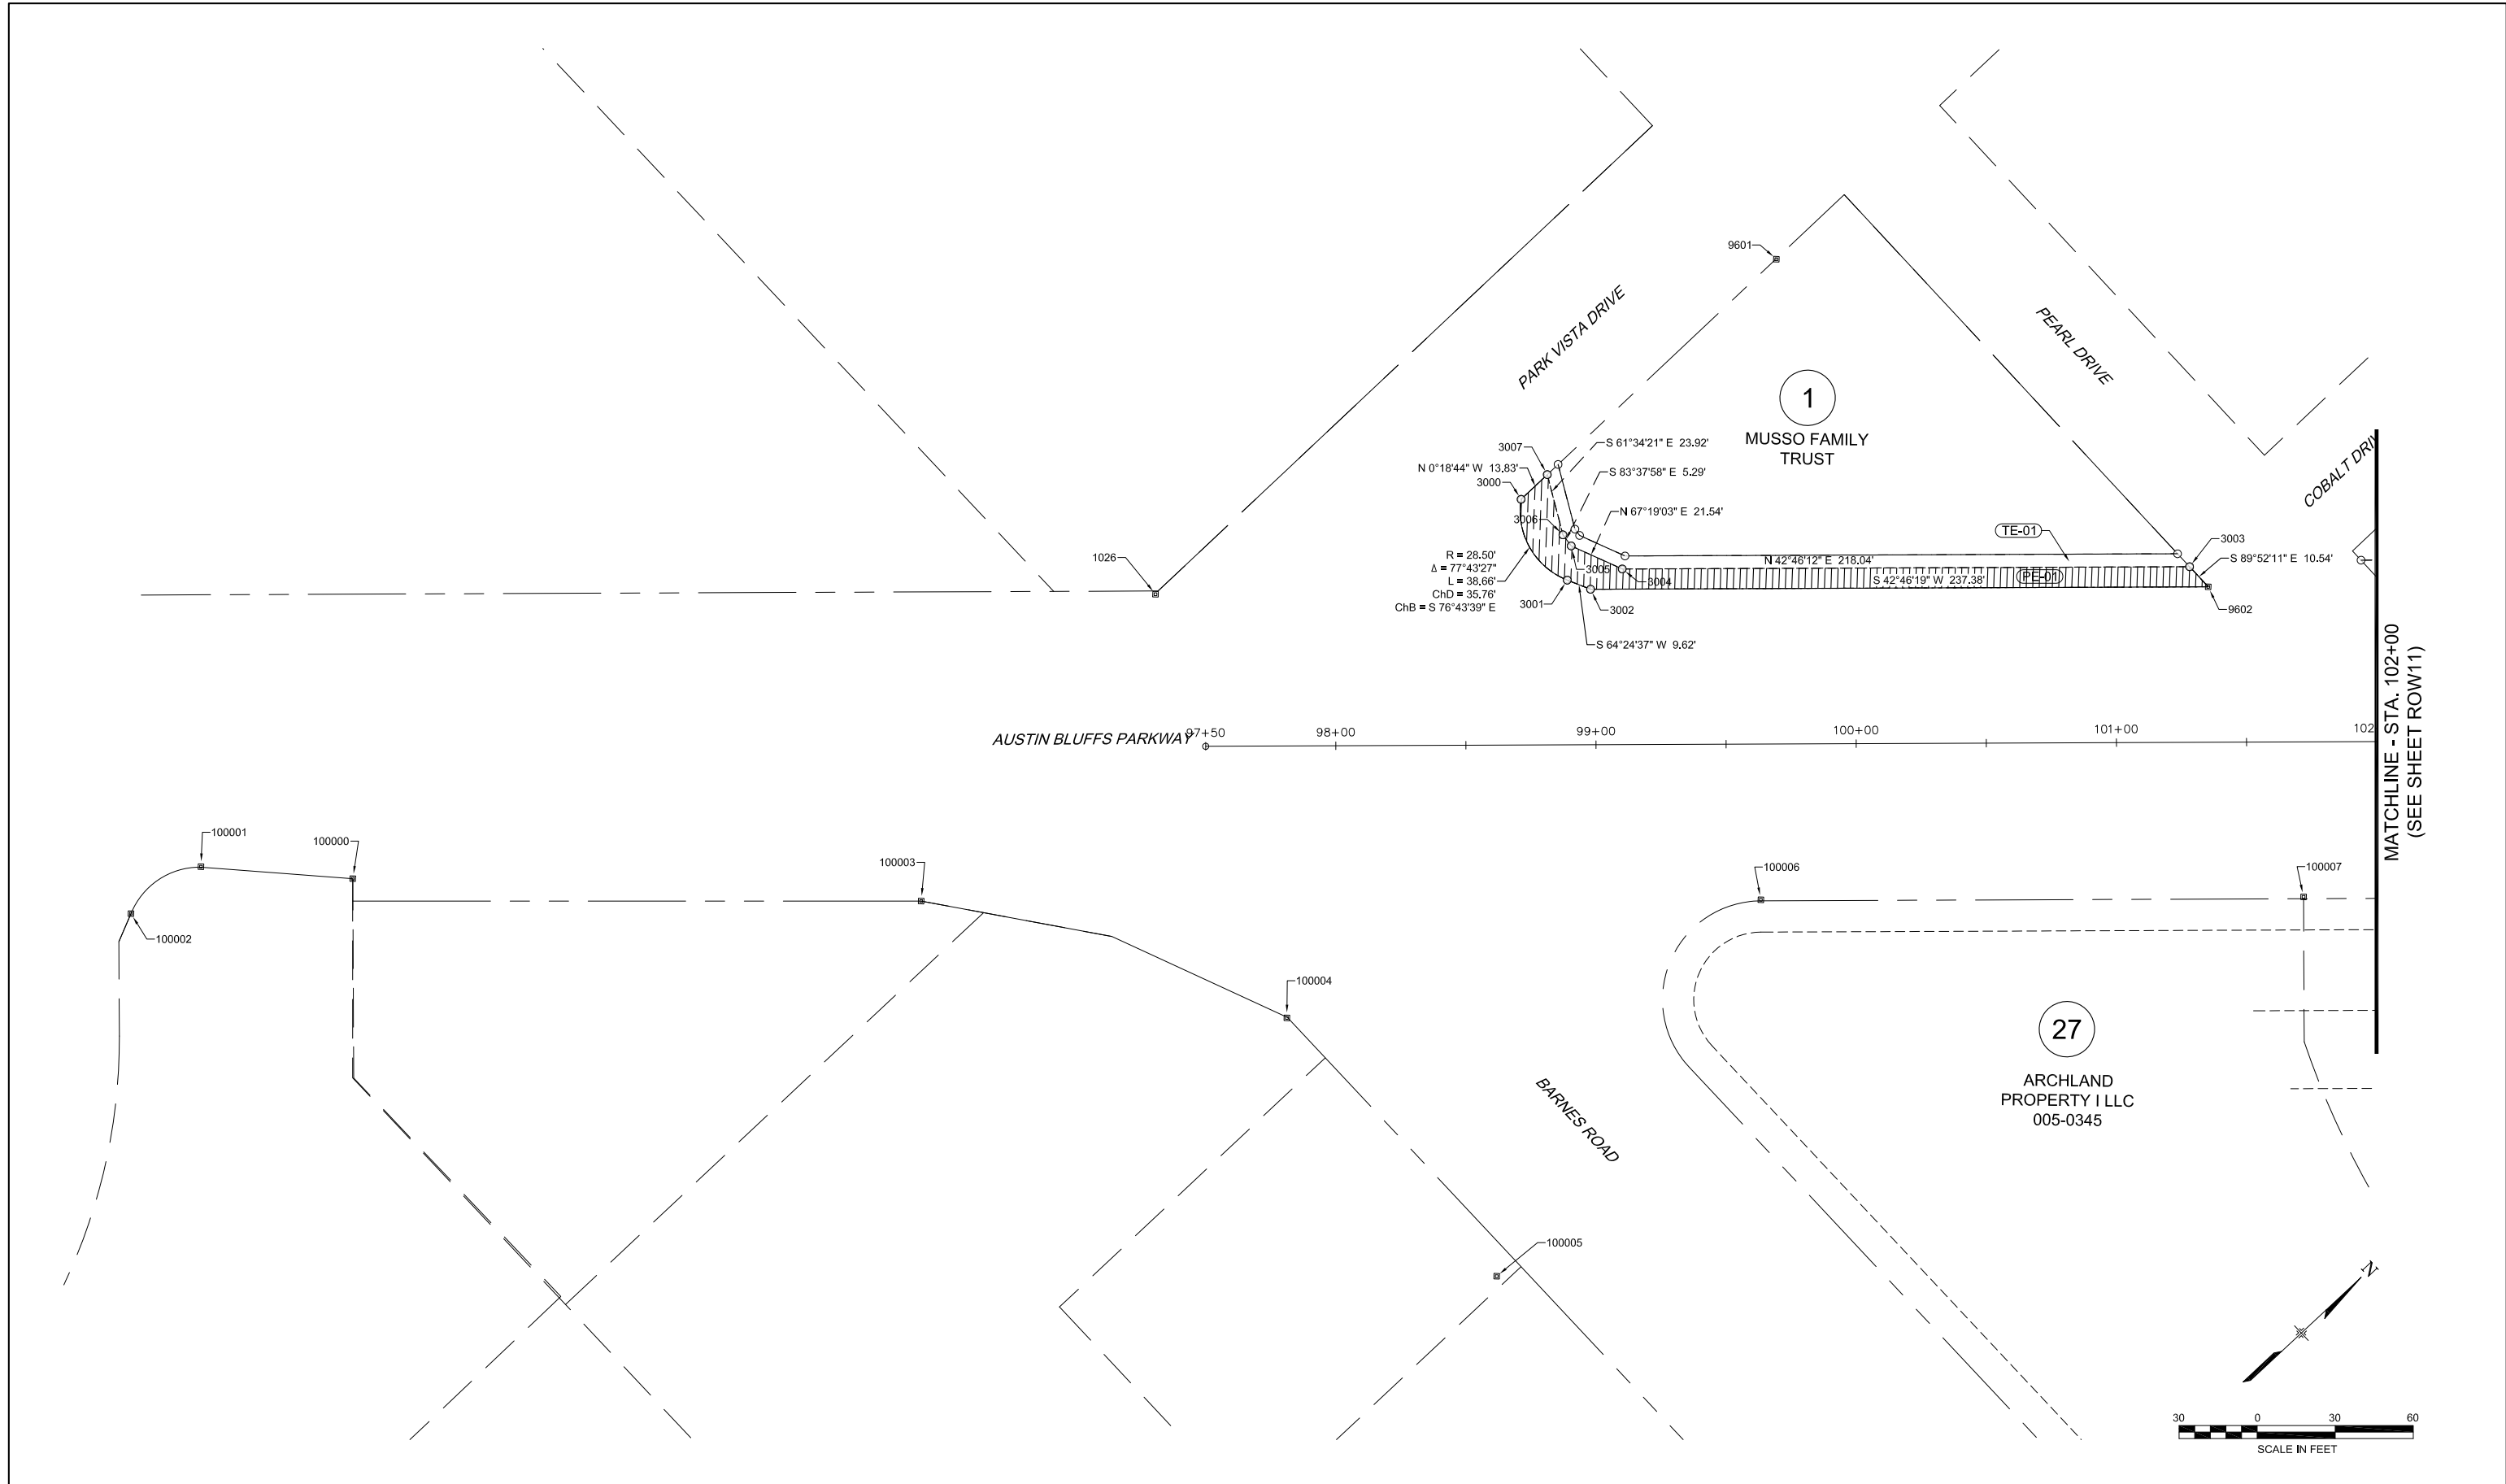 9601
PARK VISTA DRIVE
PEARL DRIVE
1
MUSSO FAMILY
TRUST
COBALT DRIV
3007
S 61°34'21" E 23.92'
N 0°18'44" W 13.83'
S 83°37'58" E 5.29'
3000
N 67°19'03" E 21.54'
3006
TE-01
3003
1026
R = 28.50'
Δ = 77°43'27"
L = 38.66'
ChD = 35.76'
ChB = S 76°43'39" E
3005
N 42°46'12" E 218.04'
S 89°52'11" E 10.54'
3004
S 42°46'19" W 237.38'
PE-01
3001
3002
9602
S 64°24'37" W 9.62'
MATCHLINE - STA. 102+00
(SEE SHEET ROW11)
AUSTIN BLUFFS PARKWAY
97+50
98+00
99+00
100+00
101+00
102
100001
100000
100003
100006
100007
100002
100004
27
ARCHLAND
PROPERTY I LLC
005-0345
BARNES ROAD
100005
N
30 0 30 60
SCALE IN FEET